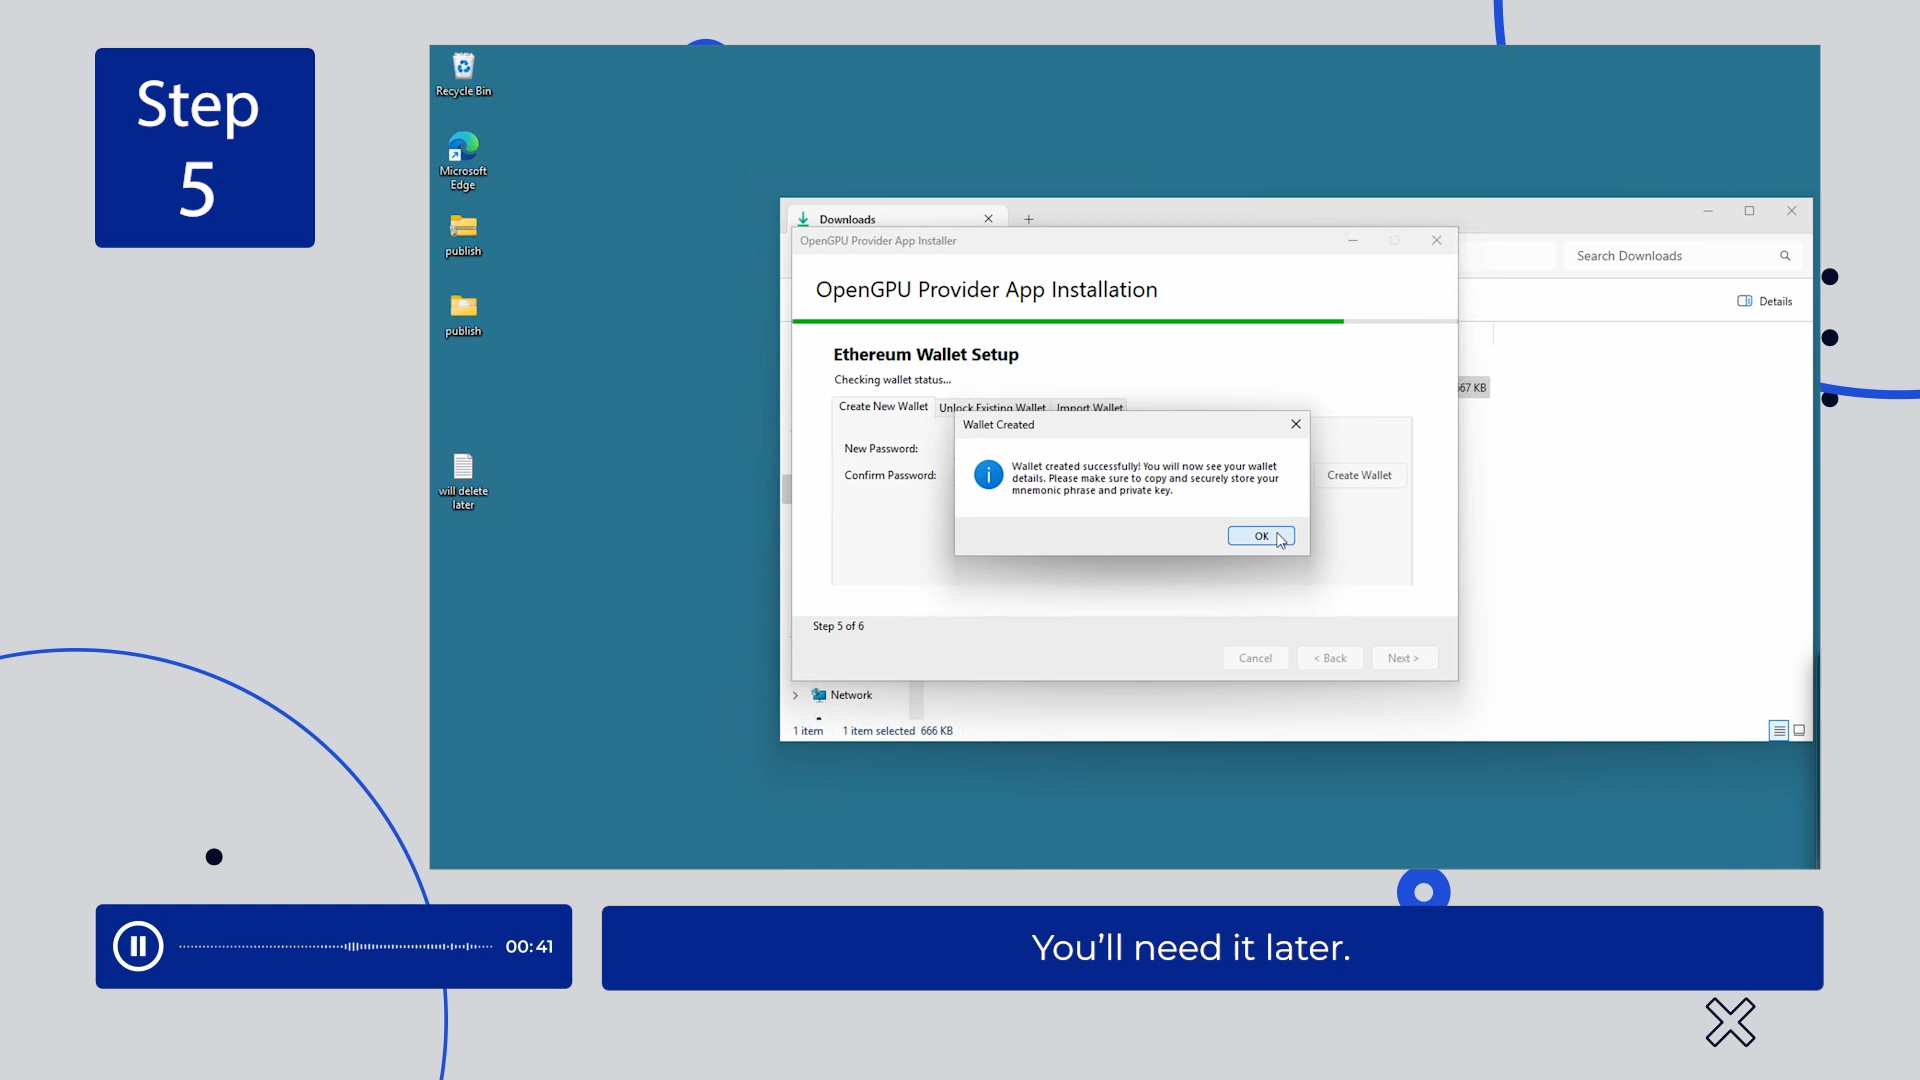 Step
5
Recycle Bin
Microsoft
Edge
publish
publish
will delete
later
Downloads
OpenGPU Provider App Installer
Search Downloads
Details
OpenGPU Provider App Installation
Ethereum Wallet Setup
Checking wallet status...
Create New Wallet
Unlock Existing Wallet
Import Wallet
667 KB
Wallet Created
New Password:
Confirm Password:
Wallet created successfully! You will now see your wallet
details. Please make sure to copy and securely store your
mnemonic phrase and private key.
Create Wallet
OK
Step 5 of 6
Cancel
< Back
Next >
Network
1 item
1 item selected 666 KB
00:41
You’ll need it later.